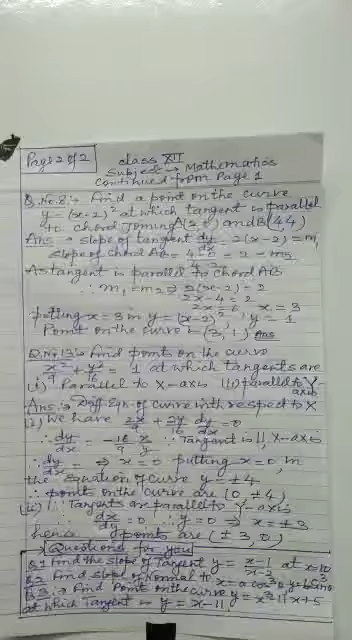 Page 2 of 2
Class XII
Subject → Mathematics
Continued from Page 1
Q.No.8:→ Find a point on the curve
y = (x-2)² at which tangent is parallel
to chord joining A(2,0) and B(4,4)
Ans → slope of tangent dy/dx = 2(x-2) = m₁
Slope of chord AB = 4-0/4-2 = 2 = m₂
As tangent is parallel to chord AB
∴ m₁ = m₂ ⇒ 2(x-2) = 2
2x-4 = 2
2x = 6 x = 3
putting x = 3 in y = (x-2)², y = 1
Point on the curve is (3, 1) Ans
Q.No.13:→ Find points on the curve
x²/9 + y²/16 = 1 at which tangents are
(i) Parallel to x-axis (ii) parallel to Y-axis
Ans:→ Diff Eqn of curve with respect to x
(i) We have 2x/9 + 2y/16 dy/dx = 0
∴ dy/dx = -16/9 x/y ∵ Tangent is || x-axis
∴ dy/dx = ⇒ x = 0 putting x = 0, in
the equation of curve y = ±4
∴ points on the curve are (0, ±4)
(ii) ∵ Tangents are parallel to Y-axis
∴ dx/dy = 0 ∴ y = 0 ⇒ x = ±3
hence points are (±3, 0)
Questions for you
Q1 Find the slope of Tangent y = x-1/x-2 at x = 10
Q2 Find slope of Normal to x = a cos³θ, y = sin³θ
Q3 → Find Point on the curve y = x³-11x+5
at which Tangent is y = x-11